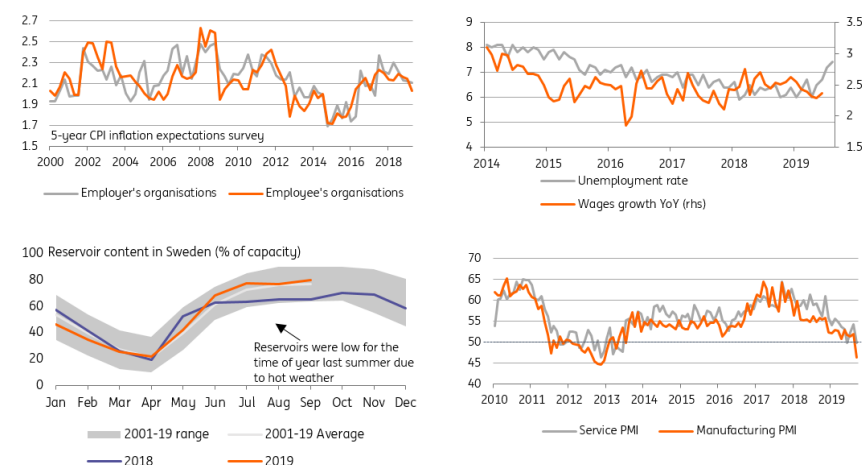 2.7
2.5
2.3
2.1
1.9
1.7
1.5
5-year CPI inflation expectations survey
2000 2002 2004 2006 2008 2010 2012 2014 2016 2018
Employer's organisations Employee's organisations
9
8
7
6
5
4
3.5
3
2.5
2
1.5
2014 2015 2016 2017 2018 2019
Unemployment rate
Wages growth YoY (rhs)
100 Reservoir content in Sweden (% of capacity)
80
60
40
20
0
Reservoirs were low for the
time of year last summer due
to hot weather
Jan Feb Mar Apr May Jun Jul Aug Sep Oct Nov Dec
2001-19 range 2001-19 Average
2018 2019
70
65
60
55
50
45
40
2010 2011 2012 2013 2014 2015 2016 2017 2018 2019
Service PMI Manufacturing PMI